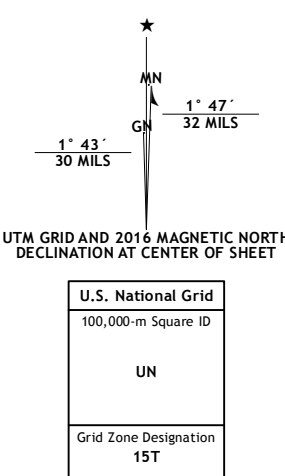 ★
MN
1° 47´
GN
32 MILS
1° 43´
30 MILS
UTM GRID AND 2016 MAGNETIC NORTH
DECLINATION AT CENTER OF SHEET
U.S. National Grid
100,000-m Square ID
UN
Grid Zone Designation
15T